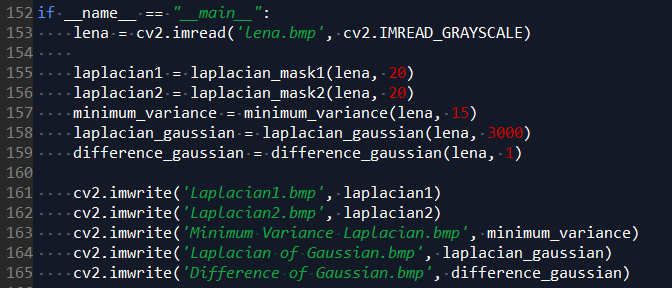 152 if __name__ == "__main__":
153     lena = cv2.imread('lena.bmp', cv2.IMREAD_GRAYSCALE)
154
155     laplacian1 = laplacian_mask1(lena, 20)
156     laplacian2 = laplacian_mask2(lena, 20)
157     minimum_variance = minimum_variance(lena, 15)
158     laplacian_gaussian = laplacian_gaussian(lena, 3000)
159     difference_gaussian = difference_gaussian(lena, 1)
160
161     cv2.imwrite('Laplacian1.bmp', laplacian1)
162     cv2.imwrite('Laplacian2.bmp', laplacian2)
163     cv2.imwrite('Minimum Variance Laplacian.bmp', minimum_variance)
164     cv2.imwrite('Laplacian of Gaussian.bmp', laplacian_gaussian)
165     cv2.imwrite('Difference of Gaussian.bmp', difference_gaussian)